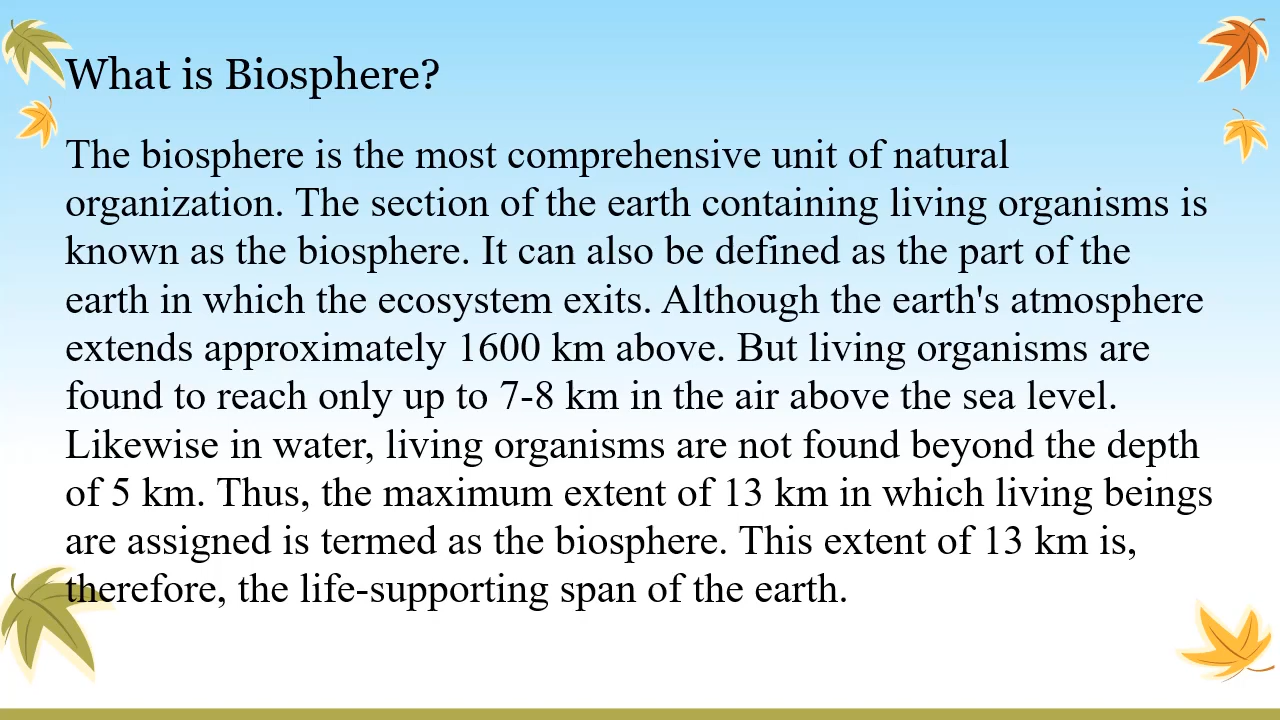 What is Biosphere?
The biosphere is the most comprehensive unit of natural
organization. The section of the earth containing living organisms is
known as the biosphere. It can also be defined as the part of the
earth in which the ecosystem exits. Although the earth's atmosphere
extends approximately 1600 km above. But living organisms are
found to reach only up to 7-8 km in the air above the sea level.
Likewise in water, living organisms are not found beyond the depth
of 5 km. Thus, the maximum extent of 13 km in which living beings
are assigned is termed as the biosphere. This extent of 13 km is,
therefore, the life-supporting span of the earth.